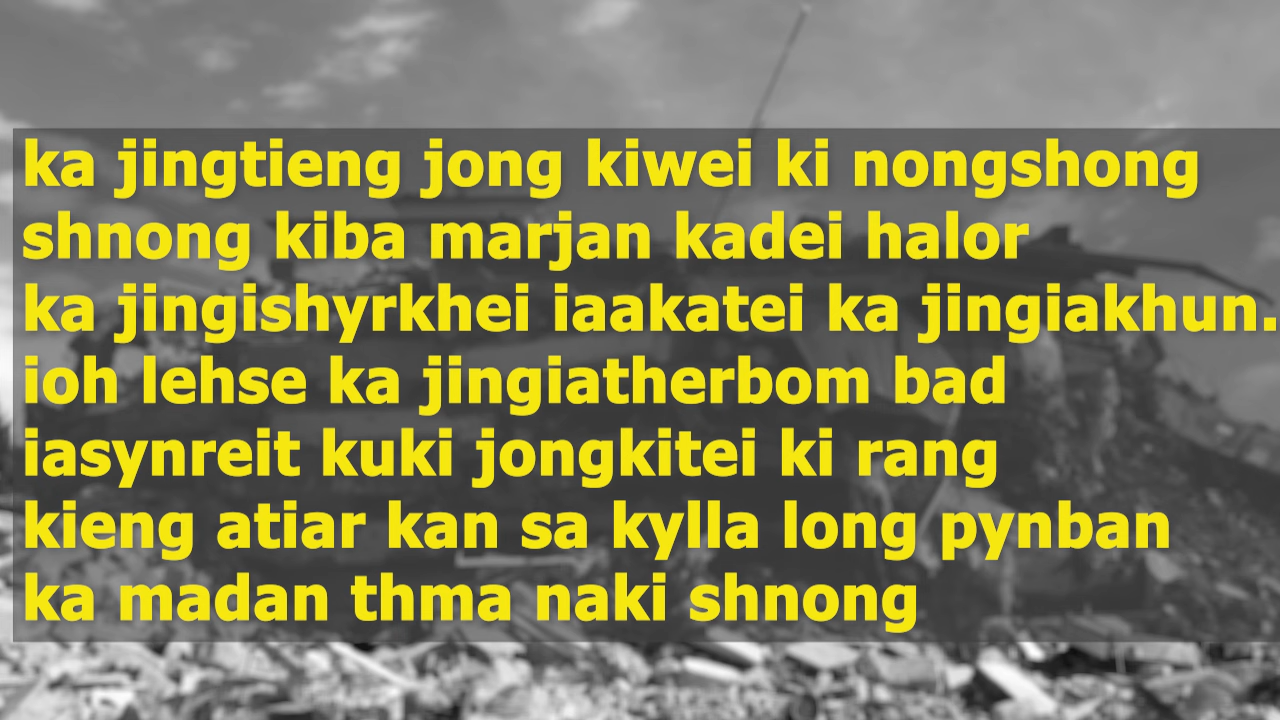 ka jingtieng jong kiwei ki nongshong
shnong kiba marjan kadei halor
ka jingishyrkhei iaakatei ka jingiakhun.
ioh lehse ka jingiatherbom bad
iasynreit kuki jongkitei ki rang
kieng atiar kan sa kylla long pynban
ka madan thma naki shnong